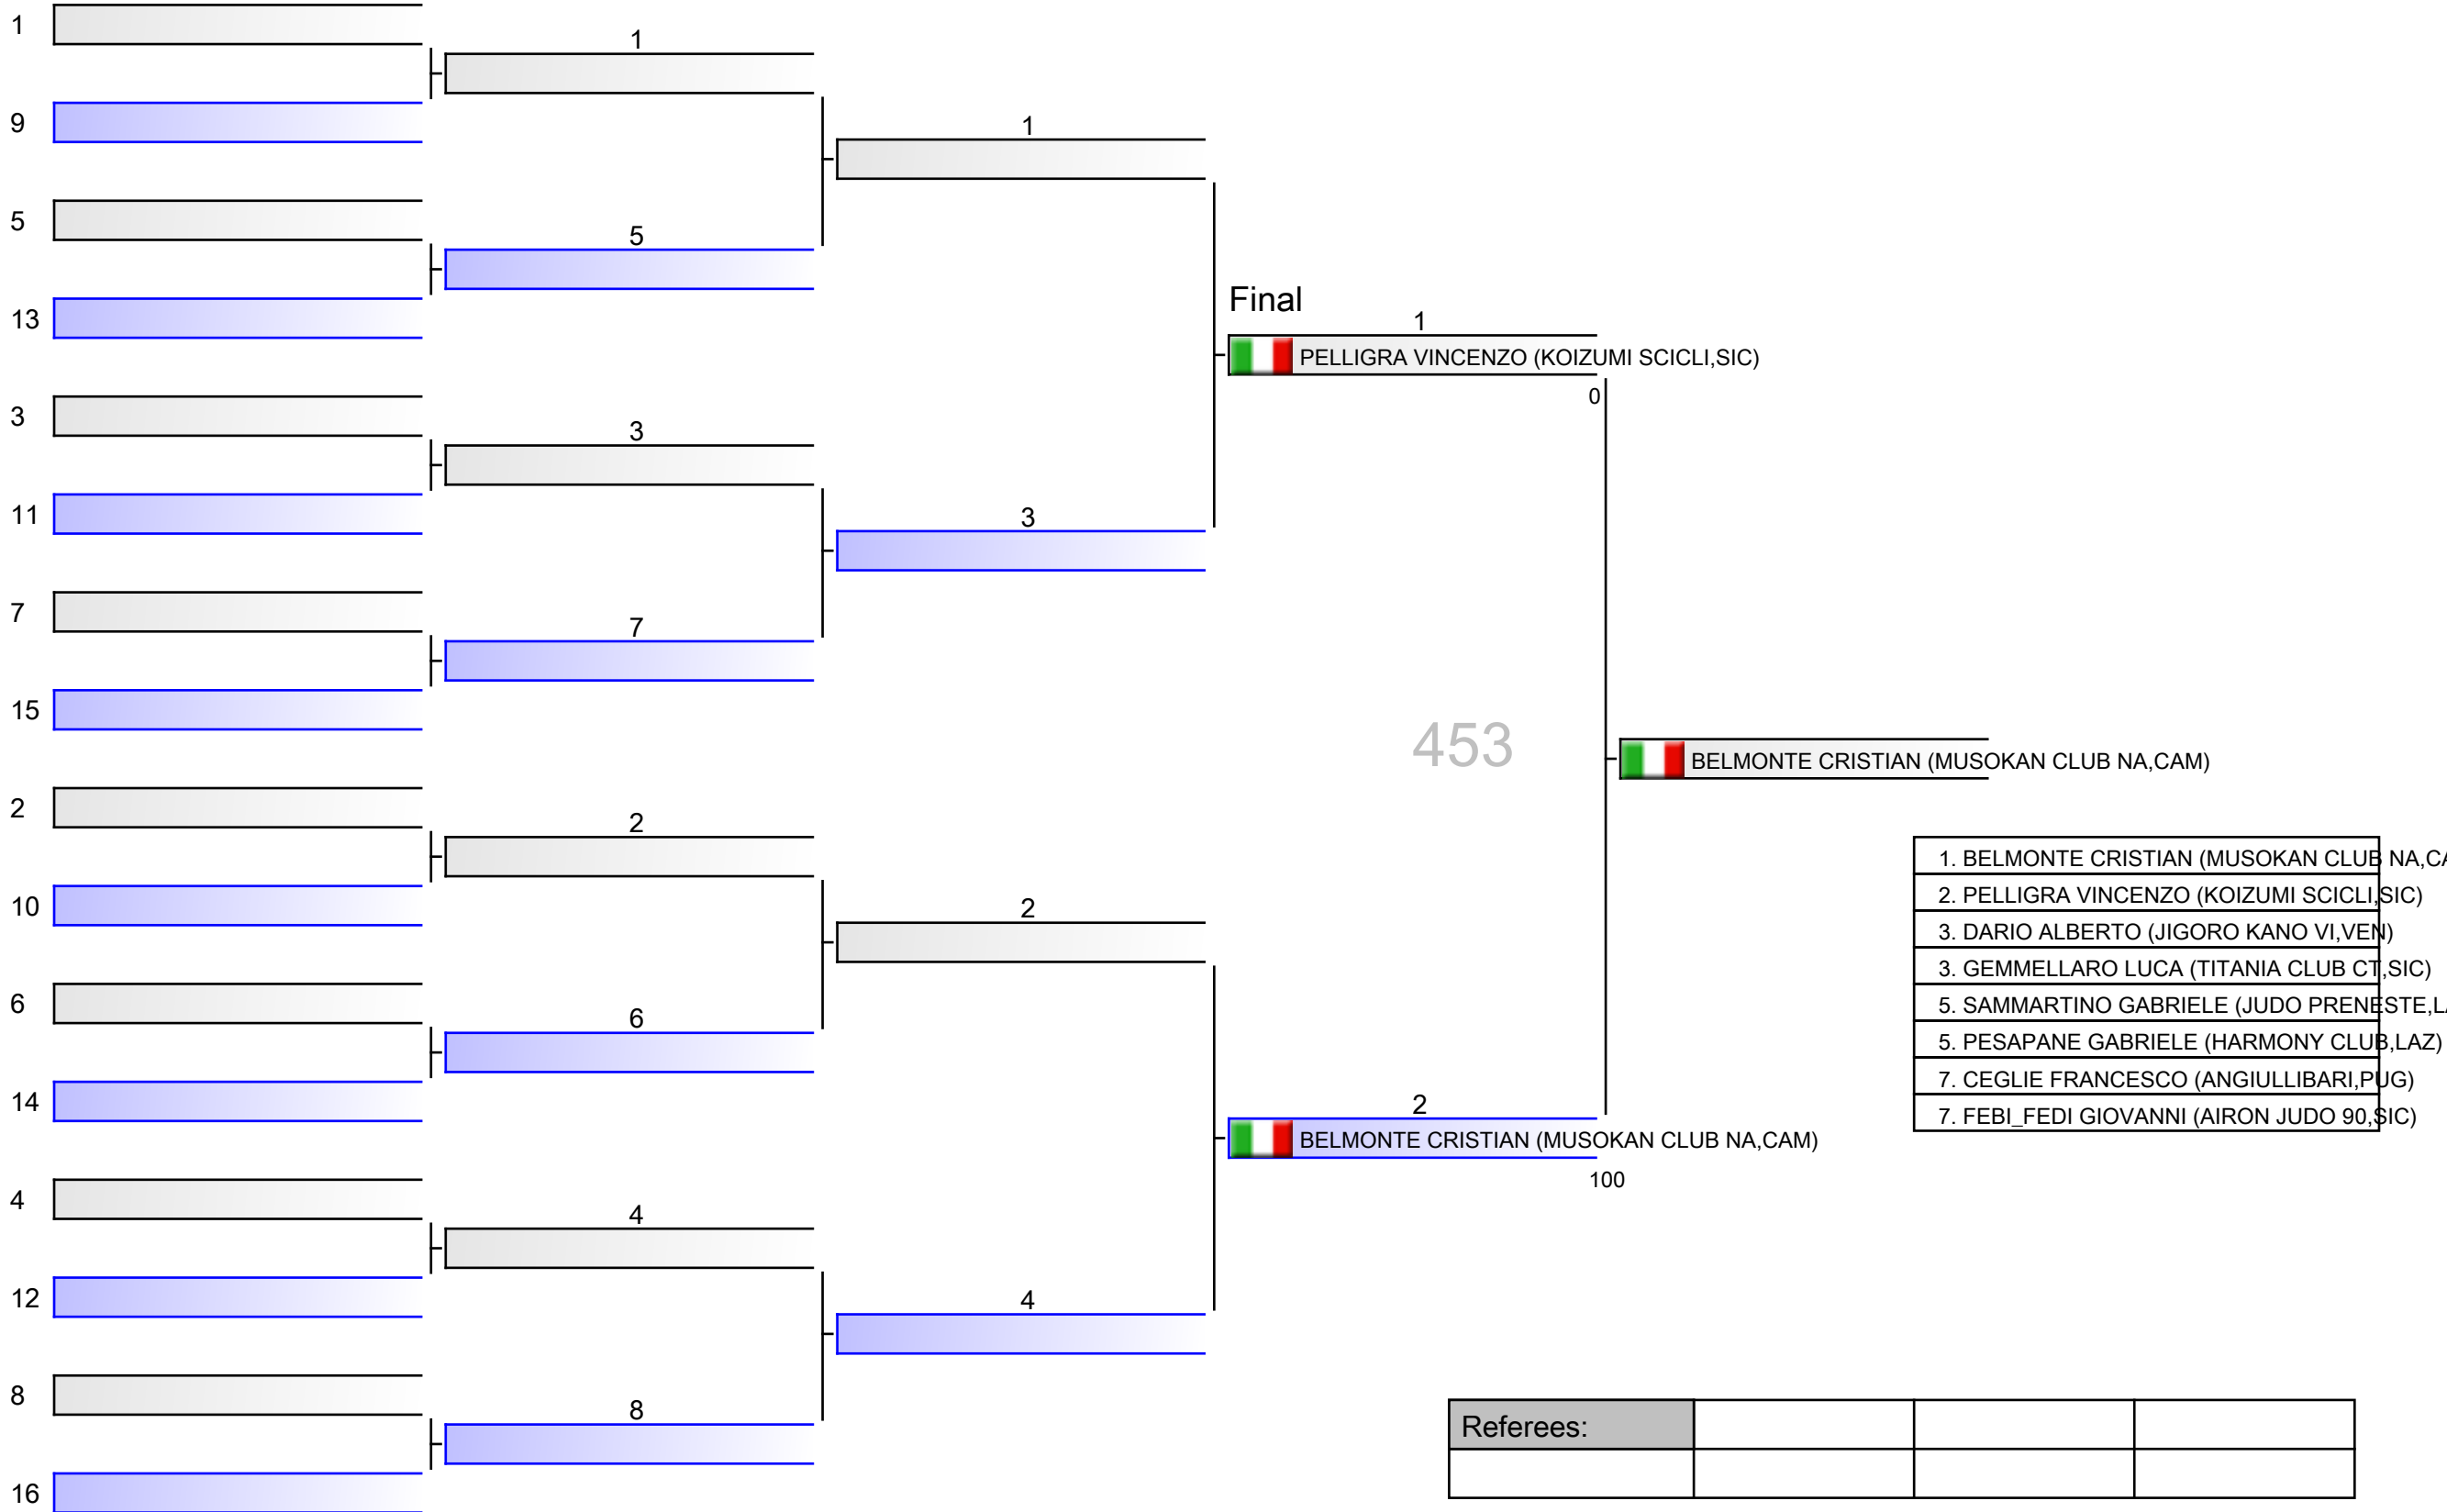 1
1
9
1
5
5
13
Final
1
PELLIGRA VINCENZO (KOIZUMI SCICLI,SIC)
0
3
3
11
3
7
7
15
453
BELMONTE CRISTIAN (MUSOKAN CLUB NA,CAM)
2
2
10
2
6
6
14
2
BELMONTE CRISTIAN (MUSOKAN CLUB NA,CAM)
100
4
4
12
4
8
8
16
1. BELMONTE CRISTIAN (MUSOKAN CLUB NA,CA
2. PELLIGRA VINCENZO (KOIZUMI SCICLI,SIC)
3. DARIO ALBERTO (JIGORO KANO VI,VEN)
3. GEMMELLARO LUCA (TITANIA CLUB CT,SIC)
5. SAMMARTINO GABRIELE (JUDO PRENESTE,LA
5. PESAPANE GABRIELE (HARMONY CLUB,LAZ)
7. CEGLIE FRANCESCO (ANGIULLIBARI,PUG)
7. FEBI_FEDI GIOVANNI (AIRON JUDO 90,SIC)
Referees: